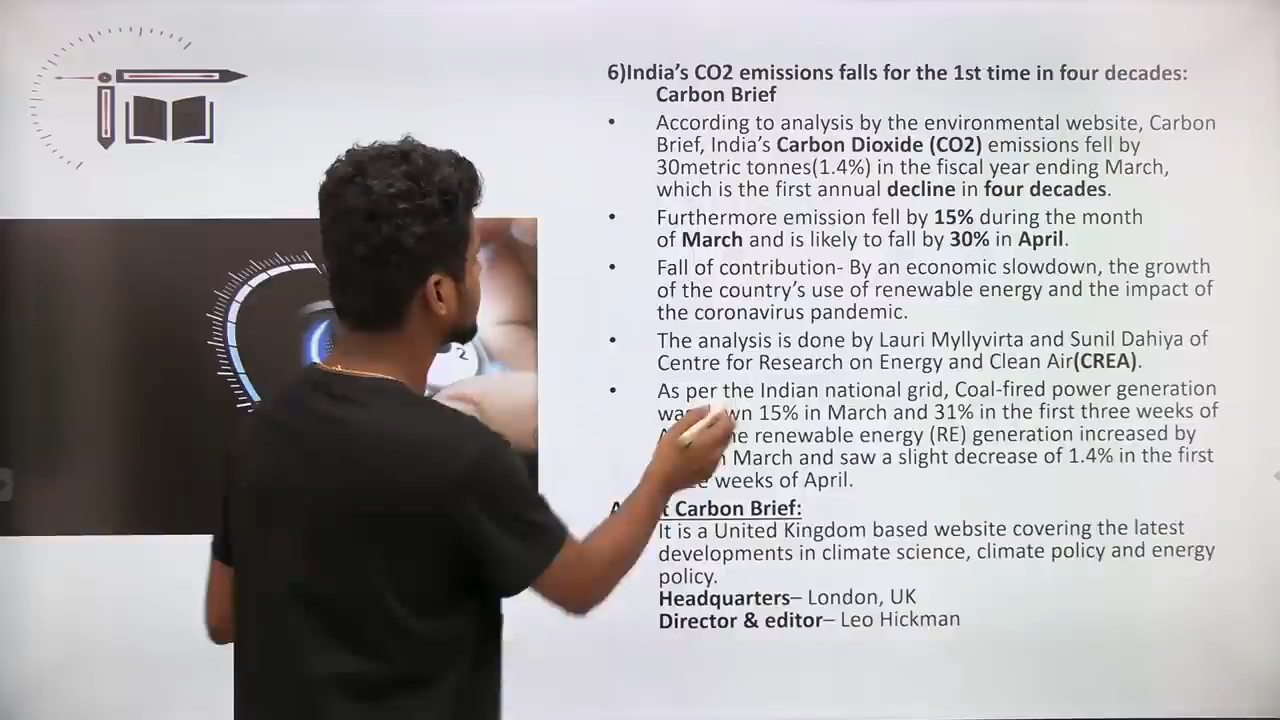 6)India's CO2 emissions falls for the 1st time in four decades:
Carbon Brief
• According to analysis by the environmental website, Carbon
Brief, India's Carbon Dioxide (CO2) emissions fell by
30metric tonnes(1.4%) in the fiscal year ending March,
which is the first annual decline in four decades.
• Furthermore emission fell by 15% during the month
of March and is likely to fall by 30% in April.
• Fall of contribution- By an economic slowdown, the growth
of the country's use of renewable energy and the impact of
the coronavirus pandemic.
• The analysis is done by Lauri Myllyvirta and Sunil Dahiya of
Centre for Research on Energy and Clean Air(CREA).
• As per the Indian national grid, Coal-fired power generation
15% in March and 31% in the first three weeks of
renewable energy (RE) generation increased by
March and saw a slight decrease of 1.4% in the first
weeks of April.
Carbon Brief:
It is a United Kingdom based website covering the latest
developments in climate science, climate policy and energy
policy.
Headquarters– London, UK
Director & editor– Leo Hickman
2